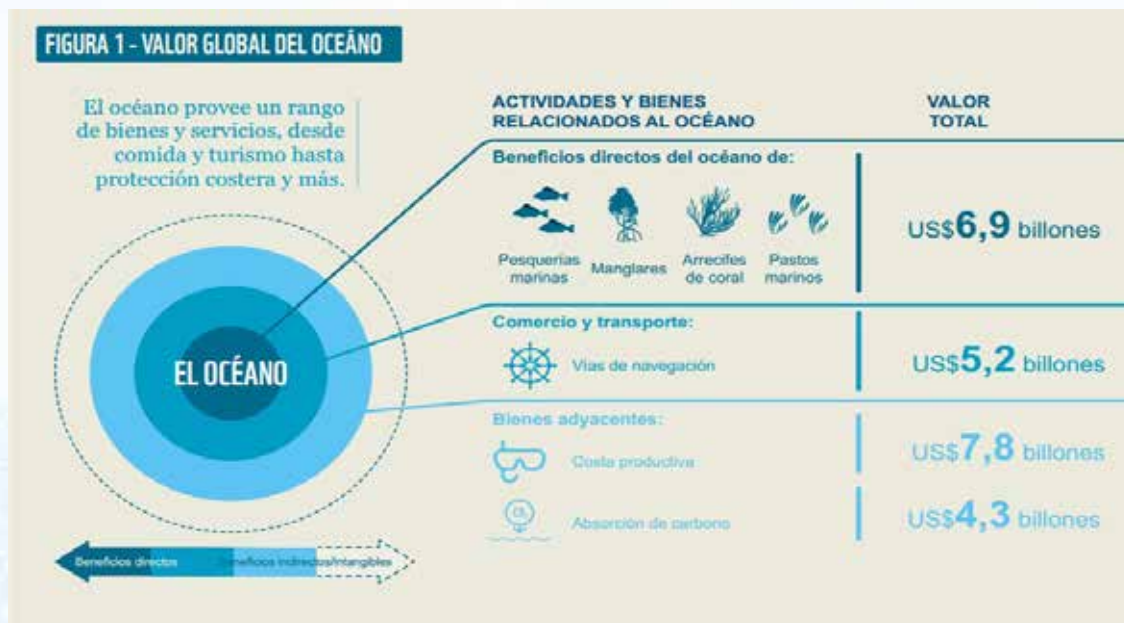 FIGURA 1 - VALOR GLOBAL DEL OCEÁNO
El océano provee un rango
de bienes y servicios, desde
comida y turismo hasta
protección costera y más.
EL OCÉANO
Beneficios directos
Beneficios indirectos/intangibles
ACTIVIDADES Y BIENES
RELACIONADOS AL OCÉANO
VALOR
TOTAL
Beneficios directos del océano de:
Pesquerías
marinas
Manglares
Arrecifes
de coral
Pastos
marinos
US$6,9 billones
Comercio y transporte:
Vías de navegación
US$5,2 billones
Bienes adyacentes:
Costa productiva
US$7,8 billones
Absorción de carbono
US$4,3 billones